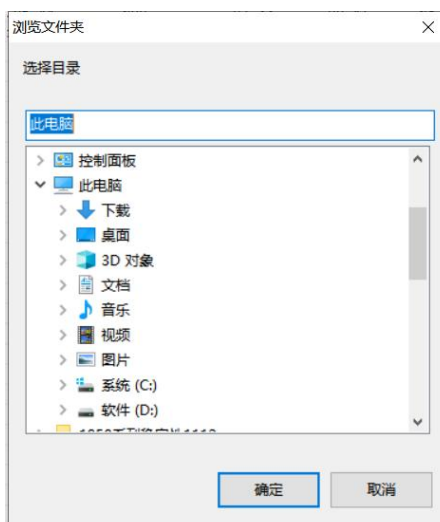 浏览文件夹
选择目录
此电脑
控制面板
此电脑
下载
桌面
3D 对象
文档
音乐
视频
图片
系统 (C:)
软件 (D:)
确定
取消